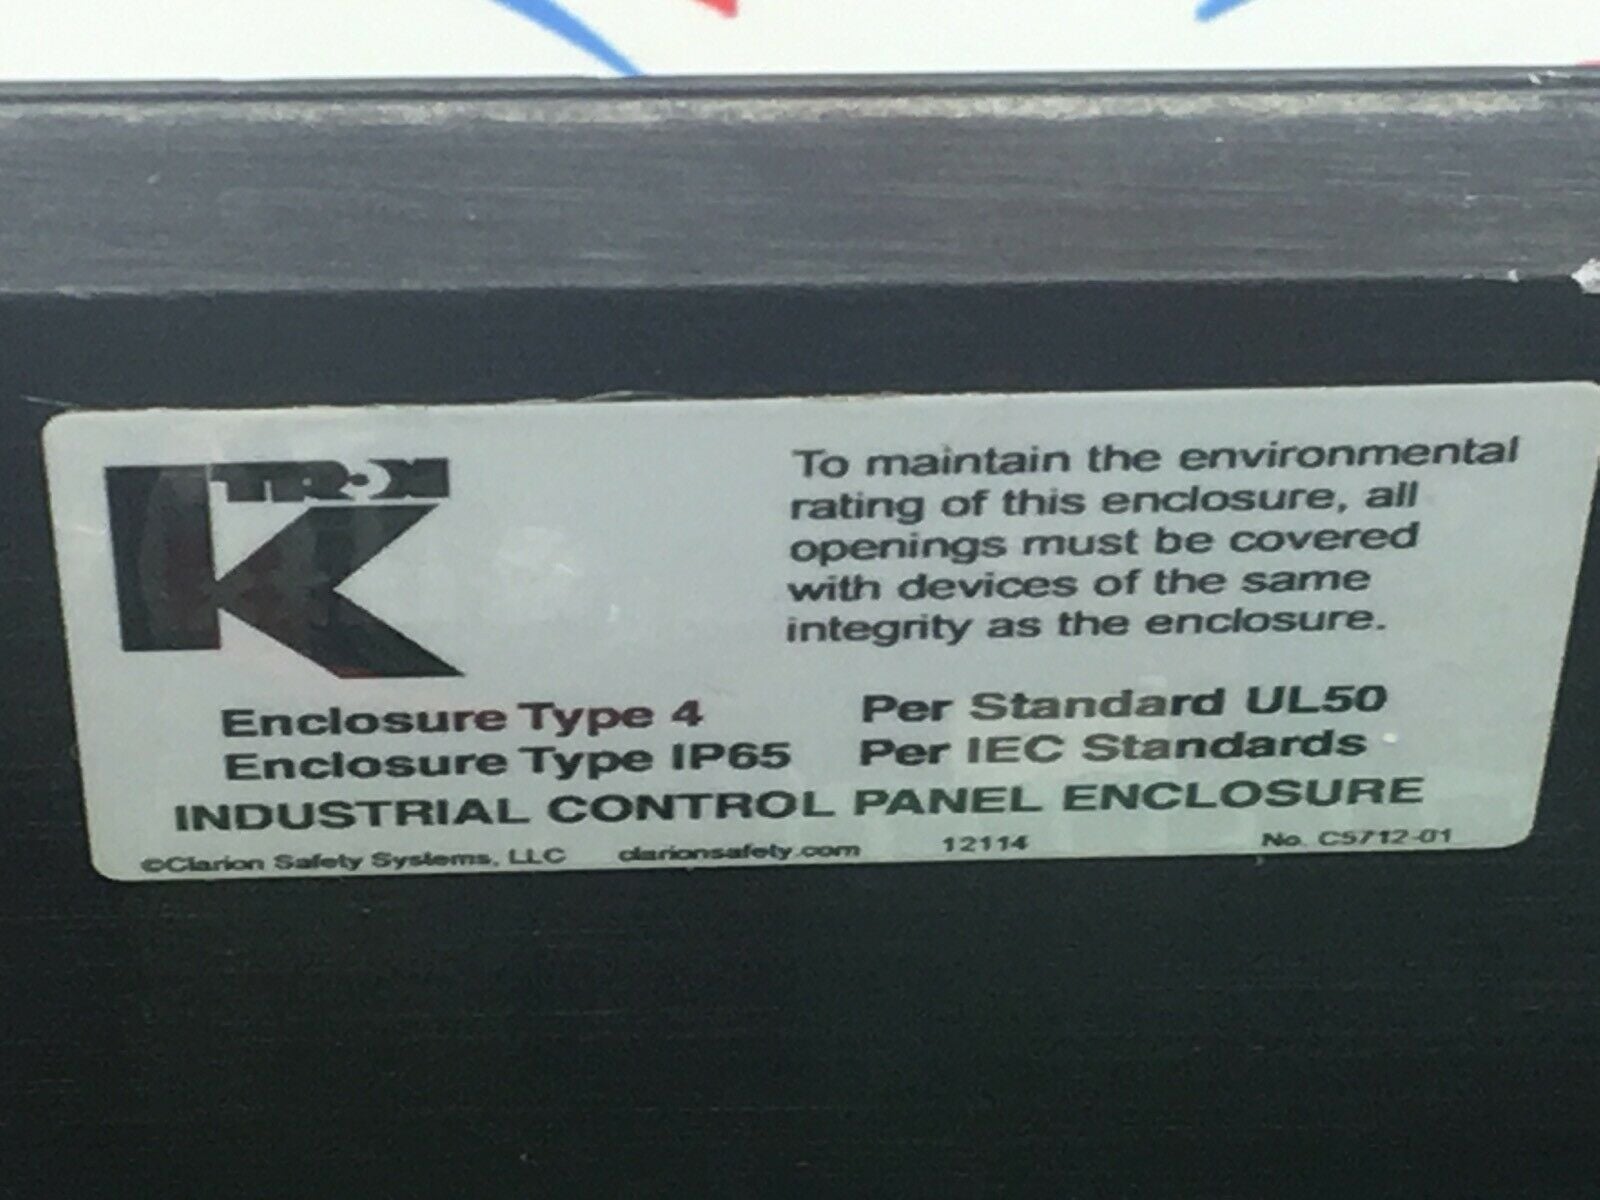 K-TRON
To maintain the environmental
rating of this enclosure, all
openings must be covered
with devices of the same
integrity as the enclosure.
Enclosure Type 4 Per Standard UL50
Enclosure Type IP65 Per IEC Standards
INDUSTRIAL CONTROL PANEL ENCLOSURE
©Clarion Safety Systems, LLC clarionsafety.com 12114 No. C5712-01